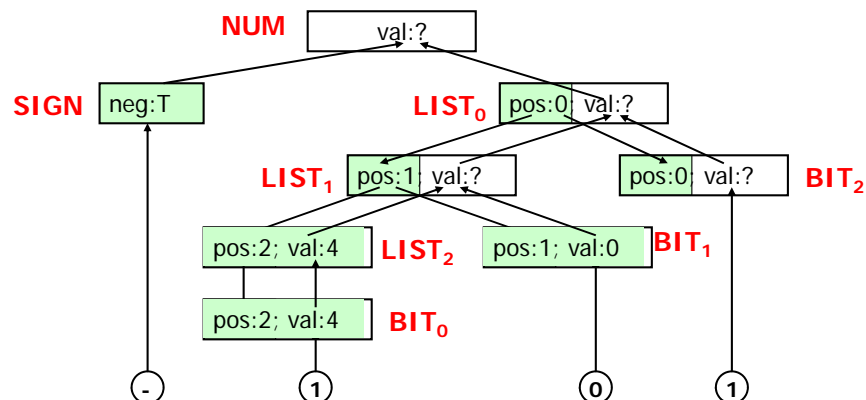 NUM val:?
SIGN neg:T LIST0 pos:0; val:?
LIST1 pos:1; val:? pos:0; val:? BIT2
pos:2; val:4 LIST2 pos:1; val:0 BIT1
pos:2; val:4 BIT0
- 1 0 1